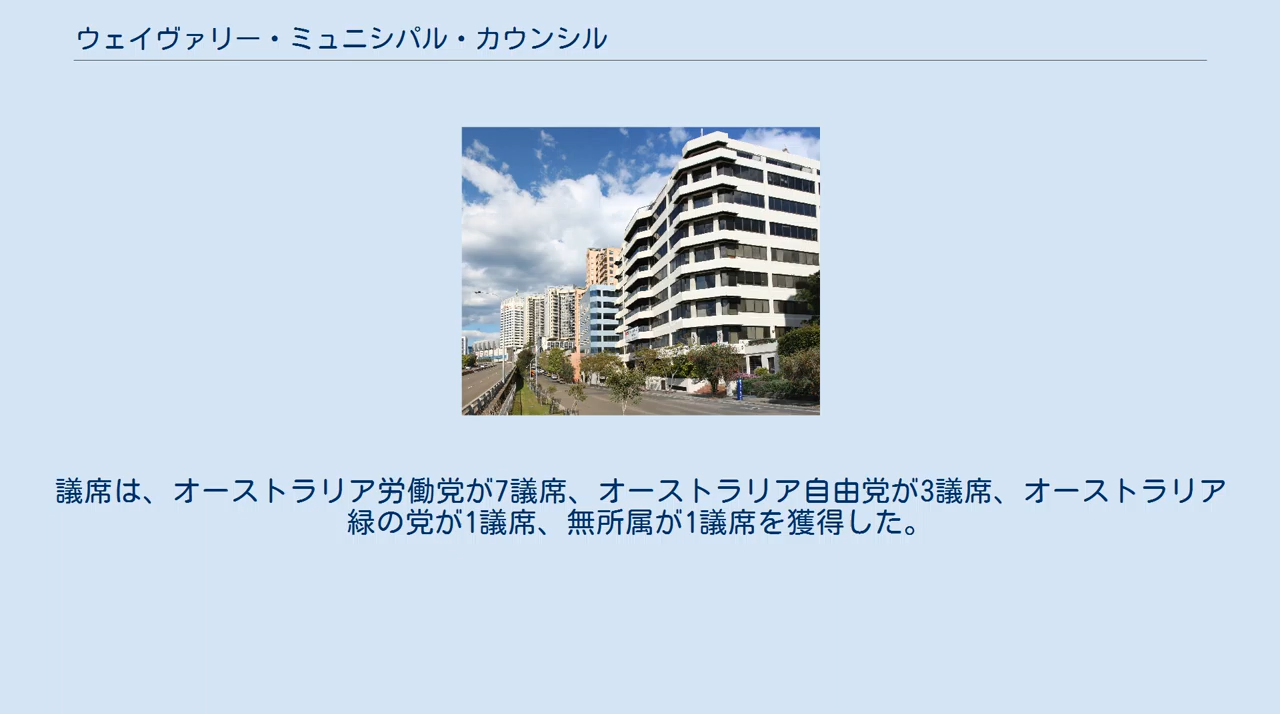 ウェイヴァリー・ミュニシパル・カウンシル
議席は、オーストラリア労働党が7議席、オーストラリア自由党が3議席、オーストラリア
緑の党が1議席、無所属が1議席を獲得した。